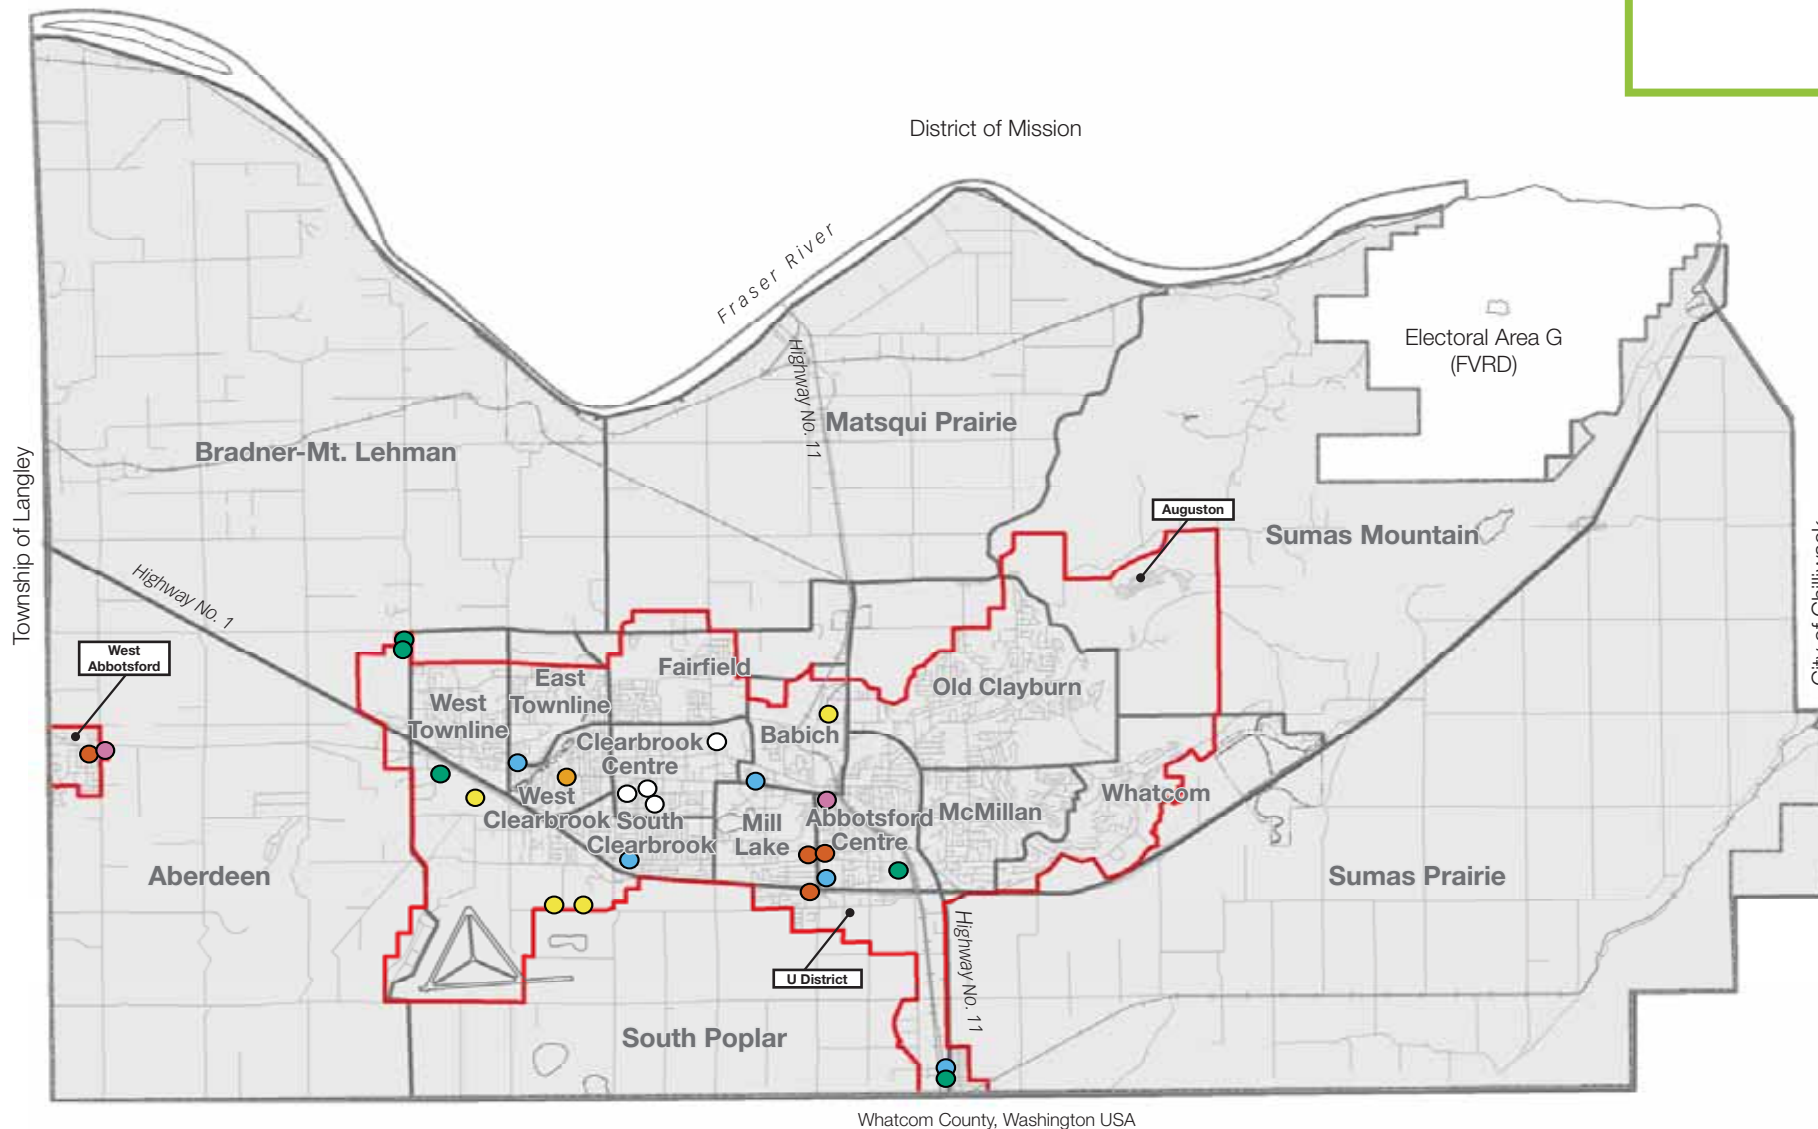 District of Mission
Fraser River
Highway No. 11
Electoral Area G
(FVRD)
Matsqui Prairie
Bradner-Mt. Lehman
Township of Langley
Auguston
Sumas Mountain
City of Chilliwack
Highway No. 1
West
Abbotsford
Fairfield
East
Townline
West
Townline
Old Clayburn
Babich
Clearbrook
Centre
West
Clearbrook
South
Clearbrook
Mill
Lake
Abbotsford
Centre
McMillan
Whatcom
Aberdeen
Sumas Prairie
U District
Highway No. 11
South Poplar
Whatcom County, Washington USA